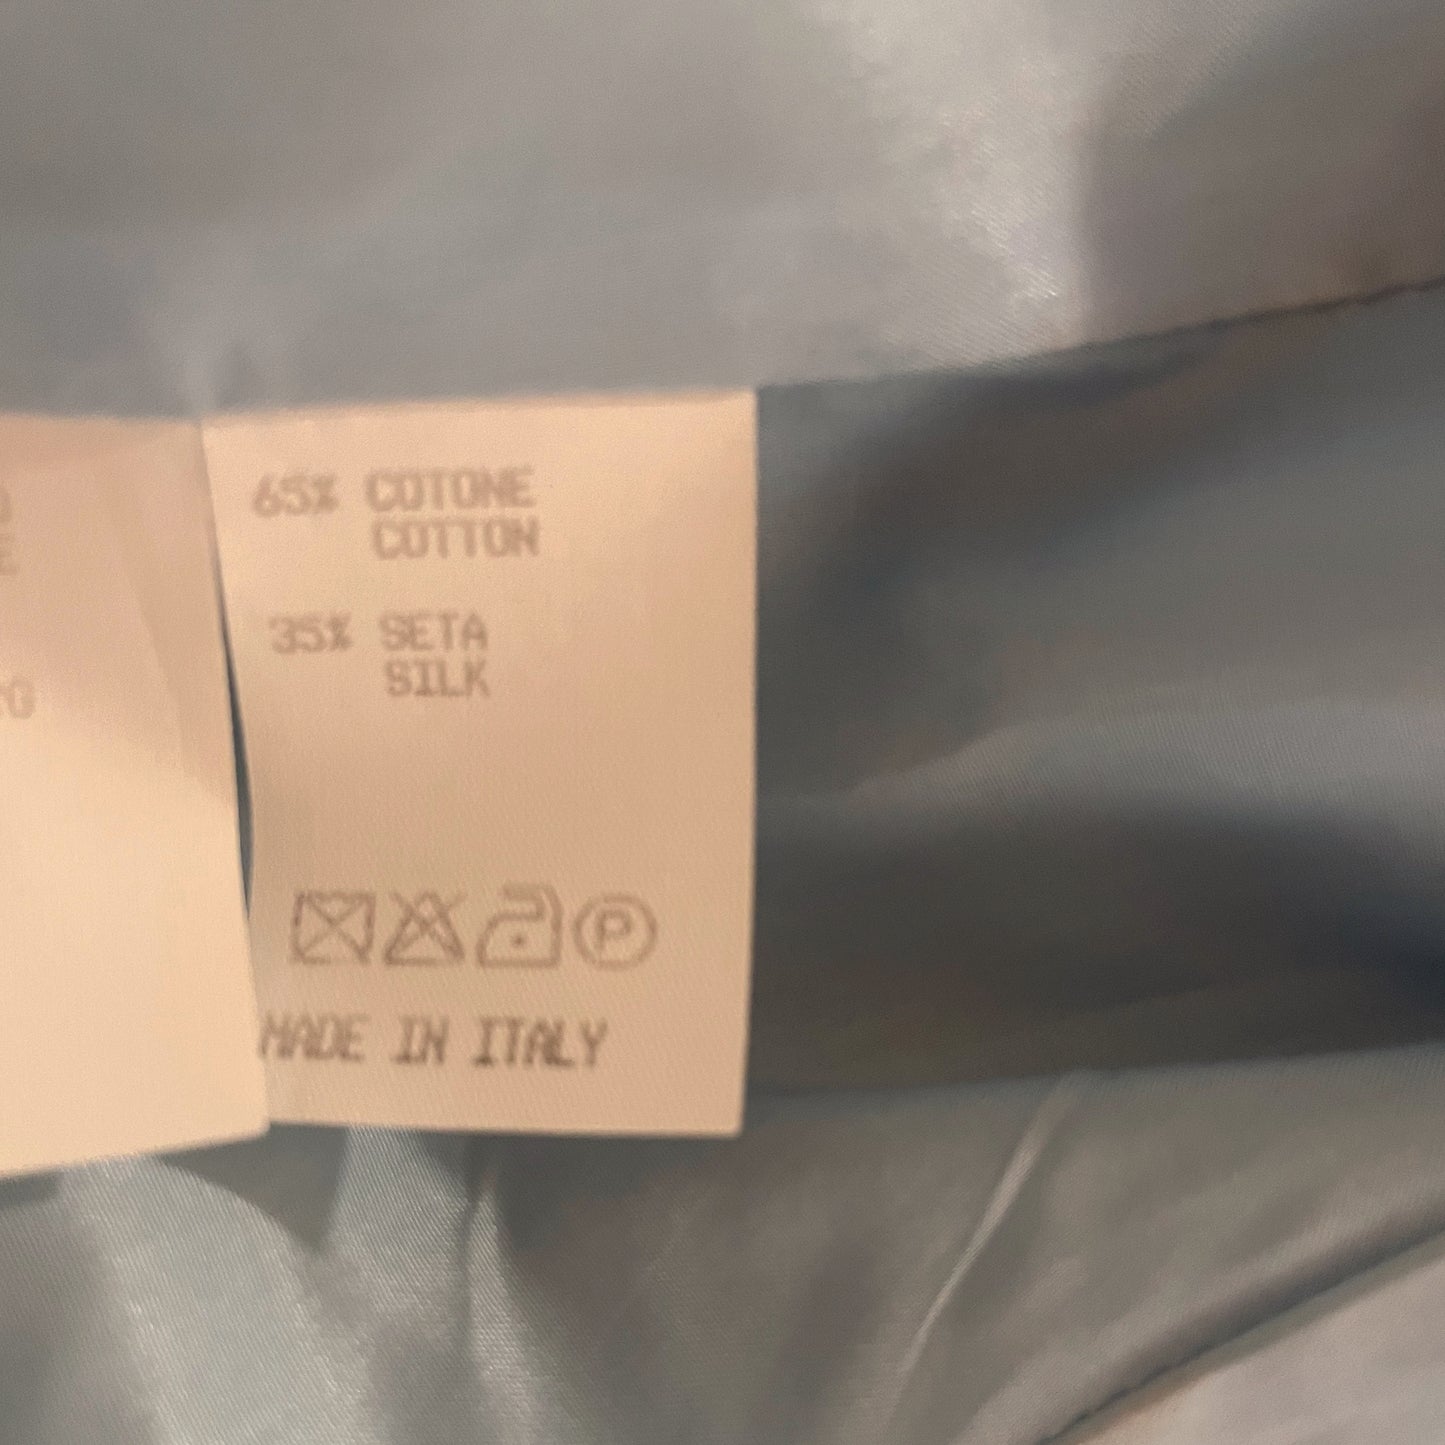 65% COTONE
COTTON
35% SETA
SILK
P
MADE IN ITALY